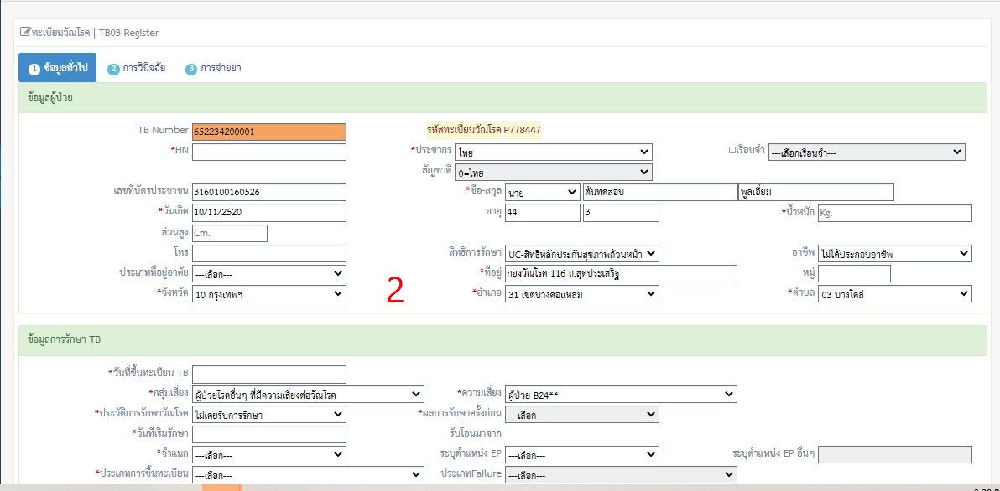 ทะเบียนวัณโรค | TB03 Register
1 ข้อมูลทั่วไป 2 การวินิจฉัย 3 การจ่ายยา
ข้อมูลผู้ป่วย
TB Number 652234200001 รหัสทะเบียนวัณโรค P778447
*HN *ประชากร ไทย เรือนจำ ---เลือกเรือนจำ---
สัญชาติ 0=ไทย
เลขที่บัตรประชาชน 3160100160526 *ชื่อ-สกุล นาย ต้นทดสอบ พูลเอี่ยม
*วันเกิด 10/11/2520 อายุ 44 3 *น้ำหนัก Kg.
ส่วนสูง Cm.
โทร สิทธิการรักษา UC-สิทธิหลักประกันสุขภาพถ้วนหน้า อาชีพ ไม่ได้ประกอบอาชีพ
ประเภทที่อยู่อาศัย ---เลือก--- *ที่อยู่ กองวัณโรค 116 ถ.สุดประเสริฐ หมู่
*จังหวัด 10 กรุงเทพฯ 2 *อำเภอ 31 เขตบางคอแหลม *ตำบล 03 บางโคล่
ข้อมูลการรักษา TB
*วันที่ขึ้นทะเบียน TB
*กลุ่มเสี่ยง ผู้ป่วยโรคอื่นๆ ที่มีความเสี่ยงต่อวัณโรค *ความเสี่ยง ผู้ป่วย B24**
*ประวัติการรักษาวัณโรค ไม่เคยรับการรักษา *ผลการรักษาครั้งก่อน ---เลือก---
*วันที่เริ่มรักษา รับโอนมาจาก
*จำแนก ---เลือก--- ระบุตำแหน่ง EP ---เลือก--- ระบุตำแหน่ง EP อื่นๆ
*ประเภทการขึ้นทะเบียน ---เลือก--- ประเภทFailure ---เลือก---